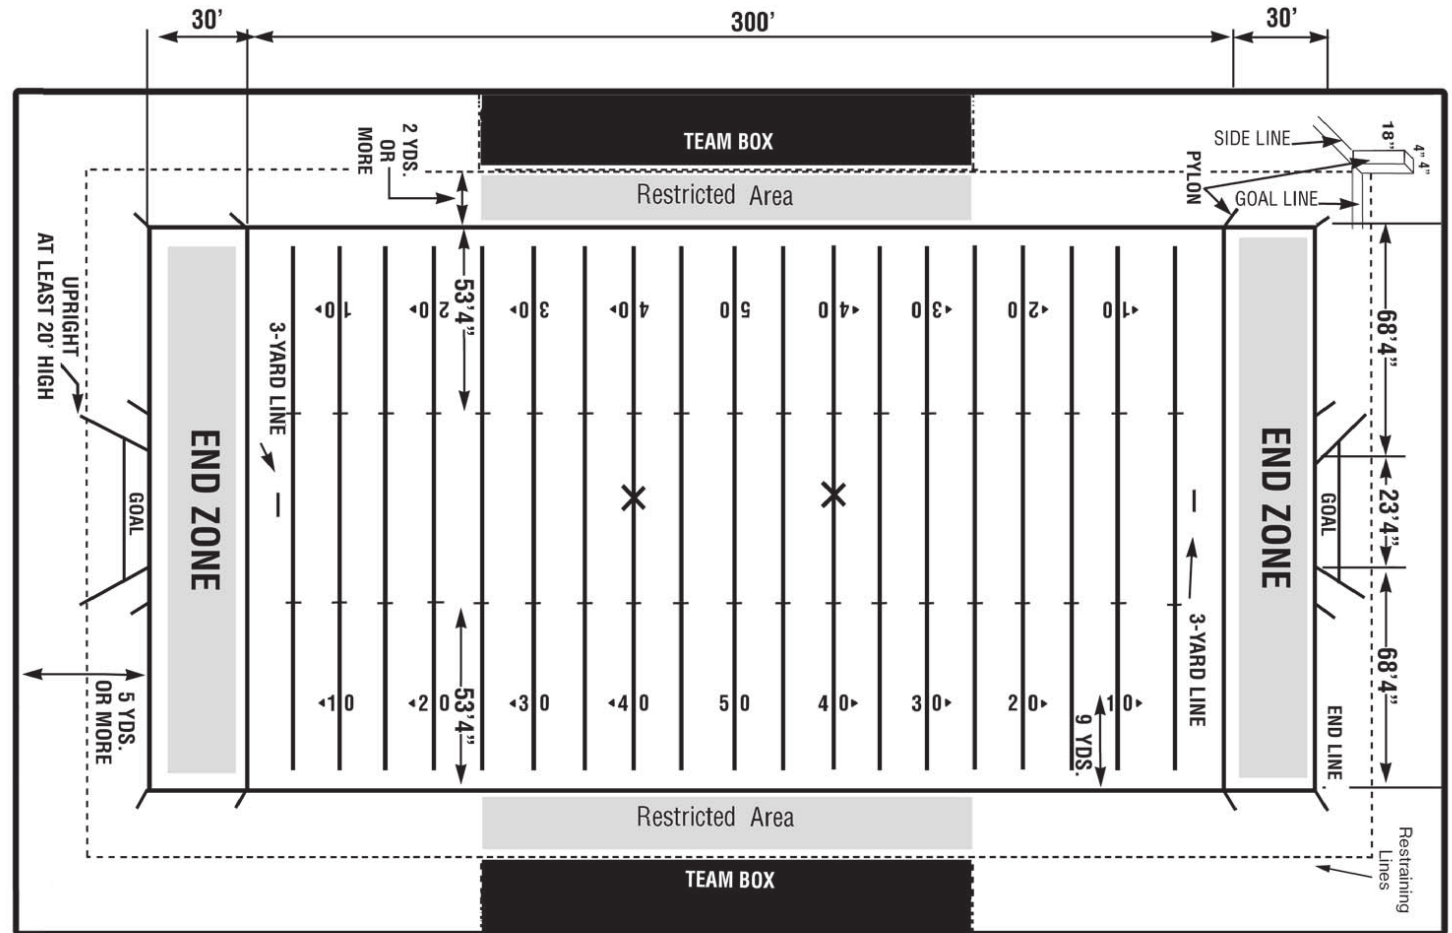 30’
300’
30’
TEAM BOX
2 YDS.
OR
MORE
Restricted Area
SIDE LINE
18”
4” 4”
PYLON
GOAL LINE
AT LEAST 20’ HIGH
UPRIGHT
53’4”
◂10
◂20
◂30
◂40
50
40▸
30▸
20▸
10▸
3-YARD LINE
68’4”
END ZONE
GOAL
END ZONE
GOAL
23’4”
3-YARD LINE
5 YDS.
OR MORE
53’4”
◂10
◂20
◂30
◂40
50
40▸
30▸
20▸
10▸
9 YDS.
68’4”
END LINE
Restricted Area
TEAM BOX
Restraining
Lines